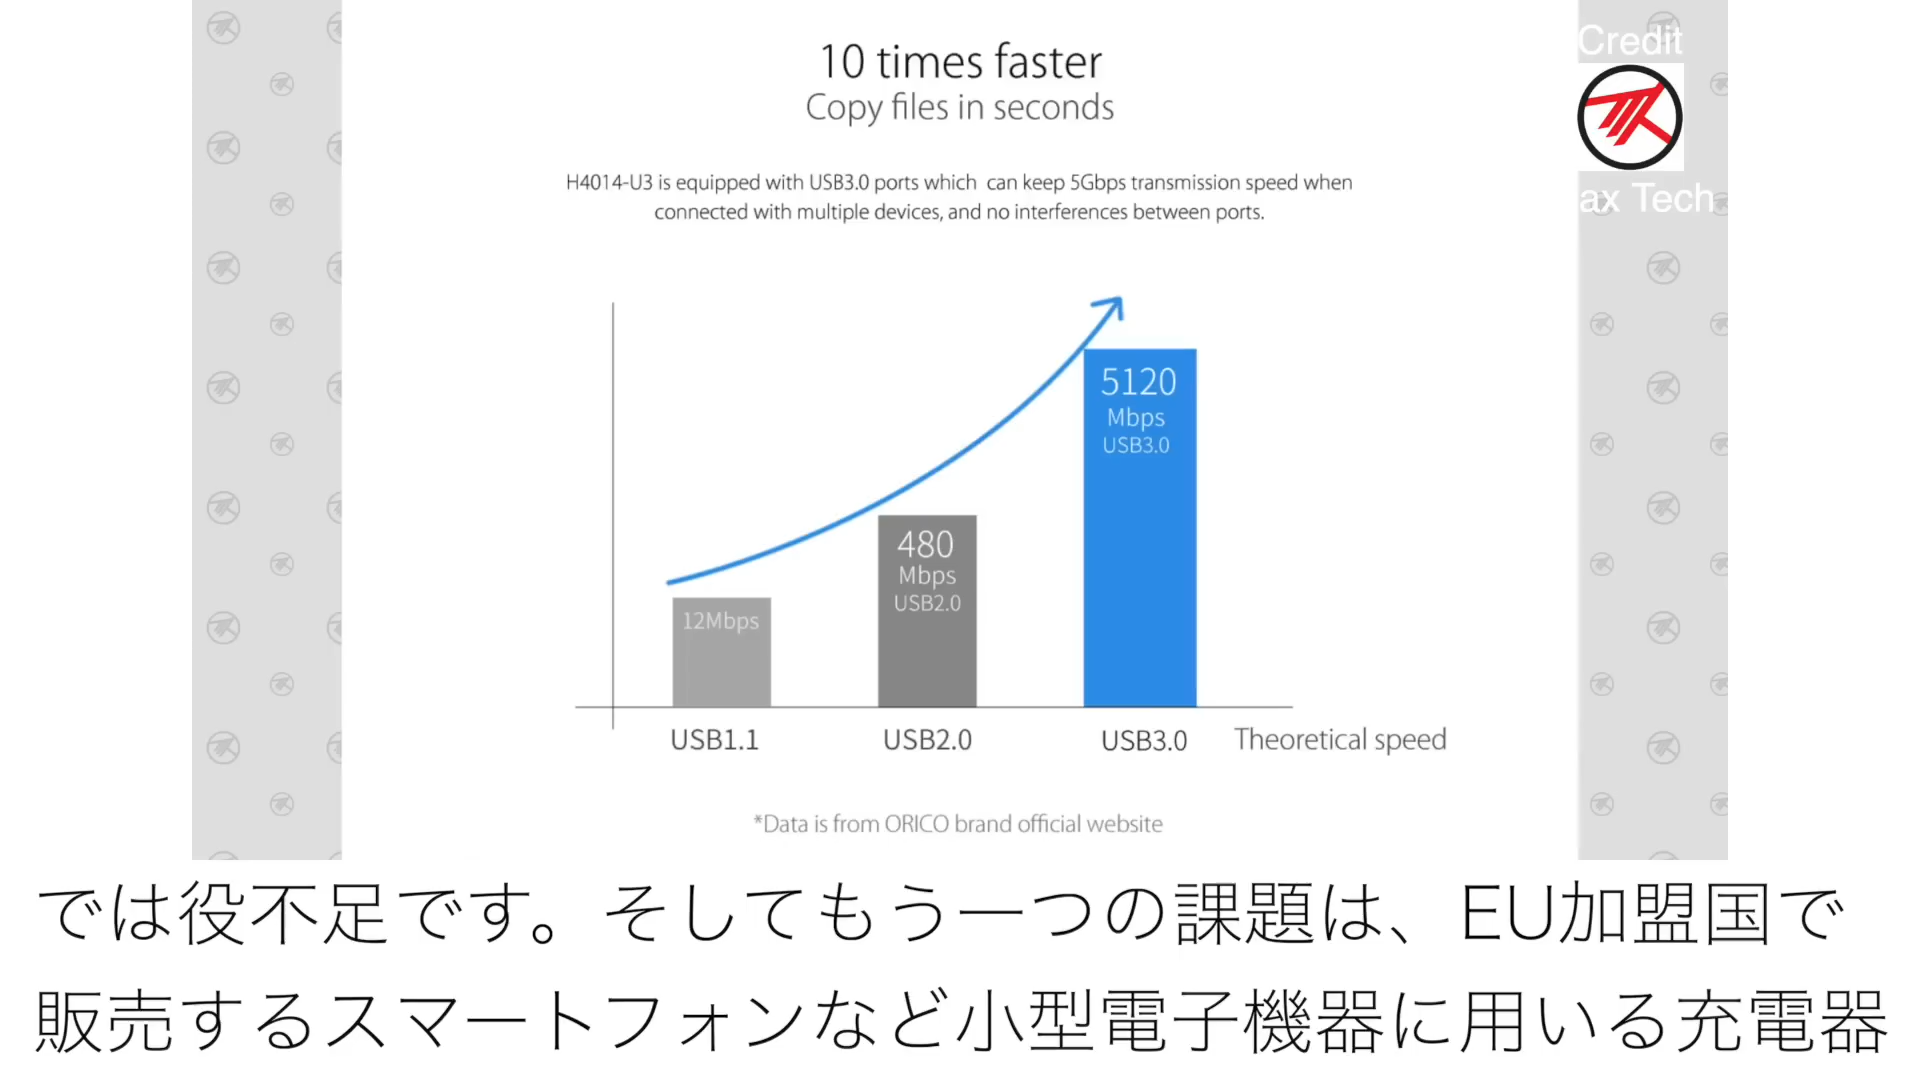 10 times faster
Copy files in seconds
H4014-U3 is equipped with USB3.0 ports which can keep 5Gbps transmission speed when
connected with multiple devices, and no interferences between ports.
Credit
ax Tech
5120
Mbps
USB3.0
480
Mbps
USB2.0
12Mbps
USB1.1
USB2.0
USB3.0
Theoretical speed
*Data is from ORICO brand official website
では役不足です。そしてもう一つの課題は、EU加盟国で
販売するスマートフォンなど小型電子機器に用いる充電器